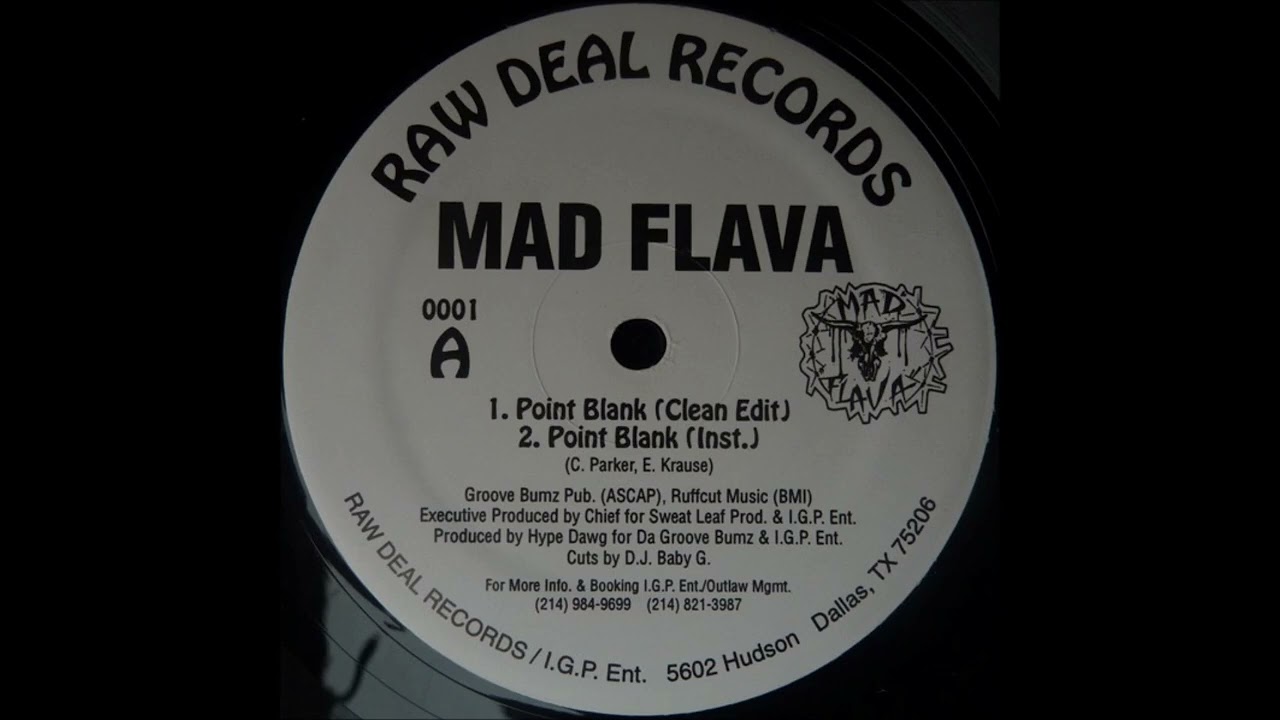 RAW DEAL RECORDS
MAD FLAVA
0001
A
MAD
FLAVA
1. Point Blank (Clean Edit)
2. Point Blank (Inst.)
(C. Parker, E. Krause)
Groove Bumz Pub. (ASCAP), Ruffcut Music (BMI)
Executive Produced by Chief for Sweat Leaf Prod. & I.G.P. Ent.
Produced by Hype Dawg for Da Groove Bumz & I.G.P. Ent.
Cuts by D.J. Baby G.
For More Info. & Booking I.G.P. Ent./Outlaw Mgmt.
(214) 984-9699 (214) 821-3987
RAW DEAL RECORDS / I.G.P. Ent. 5602 Hudson Dallas, TX 75206